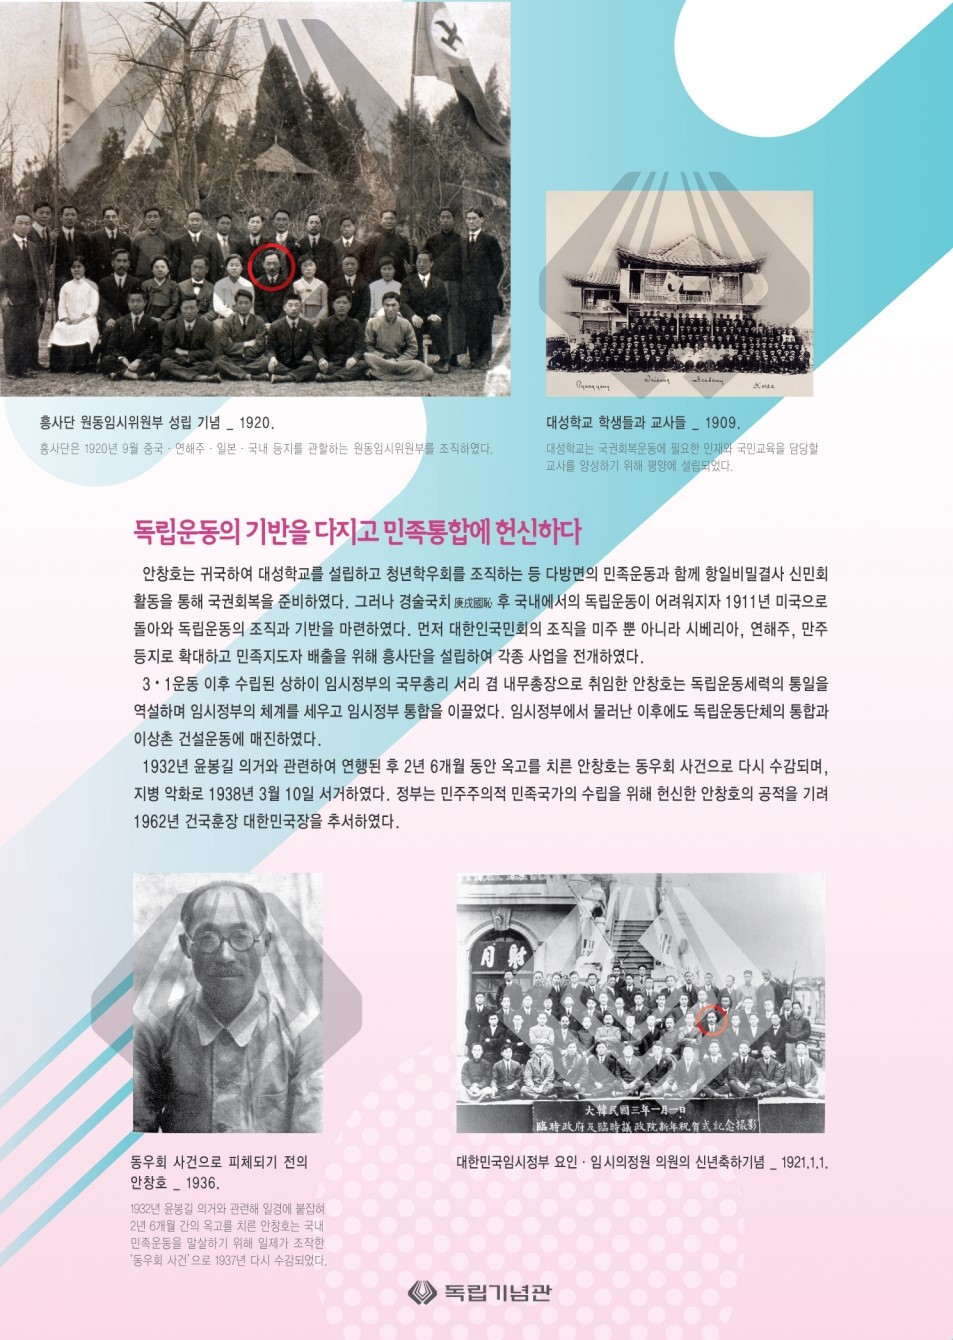 Pyongyang Taisung Academy Korea
흥사단 원동임시위원부 성립 기념 _ 1920.
흥사단은 1920년 9월 중국 · 연해주 · 일본 · 국내 등지를 관할하는 원동임시위원부를 조직하였다.
대성학교 학생들과 교사들 _ 1909.
대성학교는 국권회복운동에 필요한 인재와 국민교육을 담당할
교사를 양성하기 위해 평양에 설립되었다.
독립운동의 기반을 다지고 민족통합에 헌신하다
안창호는 귀국하여 대성학교를 설립하고 청년학우회를 조직하는 등 다방면의 민족운동과 함께 항일비밀결사 신민회
활동을 통해 국권회복을 준비하였다. 그러나 경술국치 庚戌國恥 후 국내에서의 독립운동이 어려워지자 1911년 미국으로
돌아와 독립운동의 조직과 기반을 마련하였다. 먼저 대한인국민회의 조직을 미주 뿐 아니라 시베리아, 연해주, 만주
등지로 확대하고 민족지도자 배출을 위해 흥사단을 설립하여 각종 사업을 전개하였다.
3·1운동 이후 수립된 상하이 임시정부의 국무총리 서리 겸 내무총장으로 취임한 안창호는 독립운동세력의 통일을
역설하며 임시정부의 체계를 세우고 임시정부 통합을 이끌었다. 임시정부에서 물러난 이후에도 독립운동단체의 통합과
이상촌 건설운동에 매진하였다.
1932년 윤봉길 의거와 관련하여 연행된 후 2년 6개월 동안 옥고를 치른 안창호는 동우회 사건으로 다시 수감되며,
지병 악화로 1938년 3월 10일 서거하였다. 정부는 민주주의적 민족국가의 수립을 위해 헌신한 안창호의 공적을 기려
1962년 건국훈장 대한민국장을 추서하였다.
月 射
大韓民國三年一月一日
臨時政府及臨時議政院新年祝賀式記念撮影
동우회 사건으로 피체되기 전의
안창호 _ 1936.
1932년 윤봉길 의거와 관련해 일경에 붙잡혀
2년 6개월 간의 옥고를 치른 안창호는 국내
민족운동을 말살하기 위해 일제가 조작한
'동우회 사건'으로 1937년 다시 수감되었다.
대한민국임시정부 요인 · 임시의정원 의원의 신년축하기념 _ 1921.1.1.
독립기념관